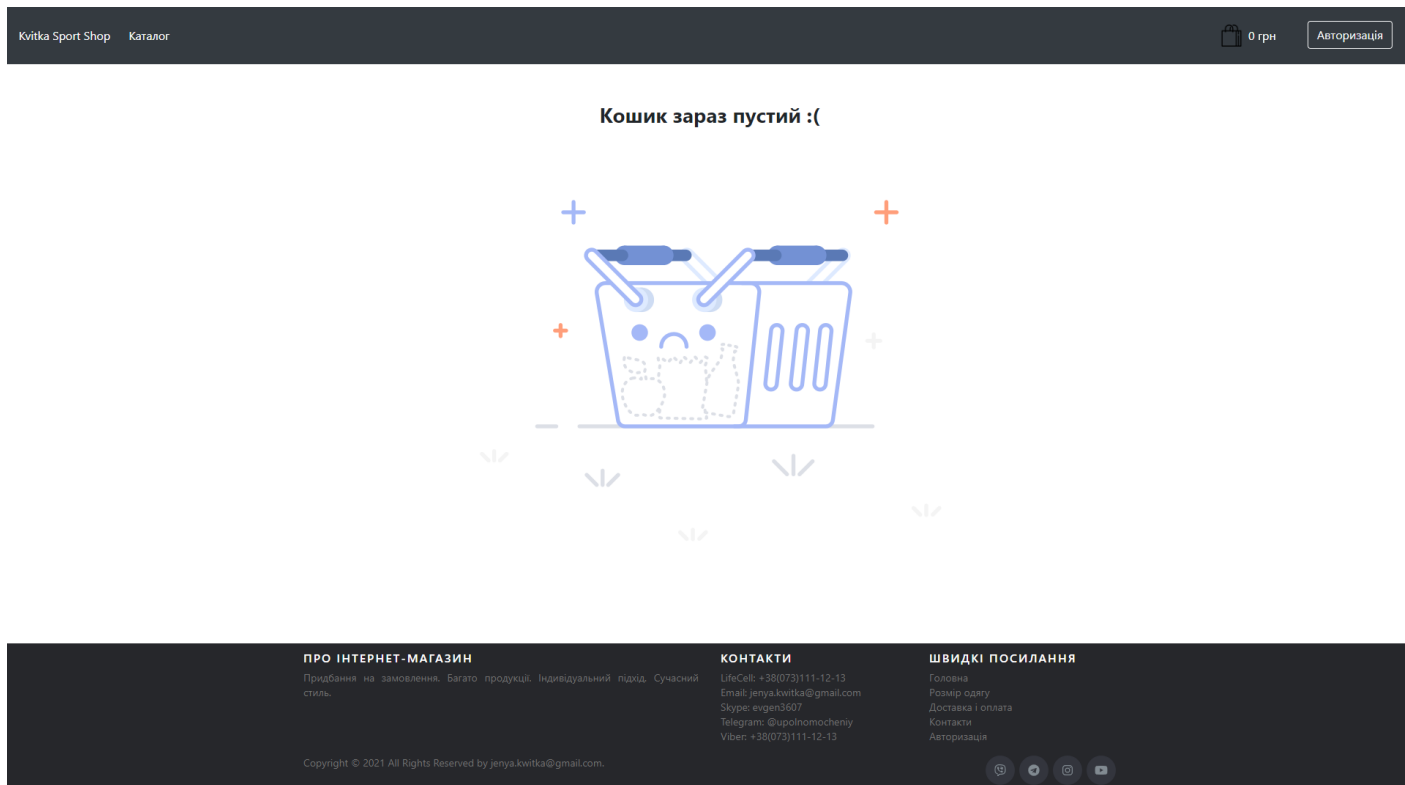 Kvitka Sport Shop Каталог 0 грн Авторизація
Кошик зараз пустий :(
ПРО ІНТЕРНЕТ-МАГАЗИН
Придбання на замовлення. Багато продукції. Індивідуальний підхід. Сучасний
стиль.
КОНТАКТИ
LifeCell: +38(073)111-12-13
Email: jenya.kwitka@gmail.com
Skype: evgen3607
Telegram: @upolnomocheniy
Viber: +38(073)111-12-13
ШВИДКІ ПОСИЛАННЯ
Головна
Розмір одягу
Доставка і оплата
Контакти
Авторизація
Copyright © 2021 All Rights Reserved by jenya.kwitka@gmail.com.